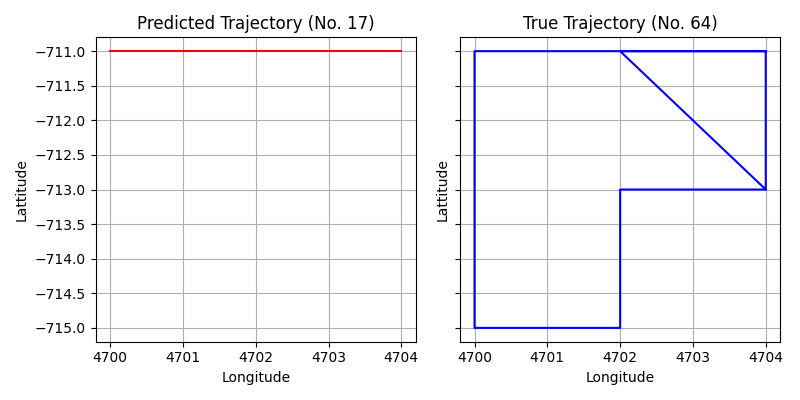 Predicted Trajectory (No. 17)
True Trajectory (No. 64)
−711.0
−711.5
−712.0
−712.5
−713.0
−713.5
−714.0
−714.5
−715.0
Lattitude
Lattitude
4700 4701 4702 4703 4704
4700 4701 4702 4703 4704
Longitude
Longitude